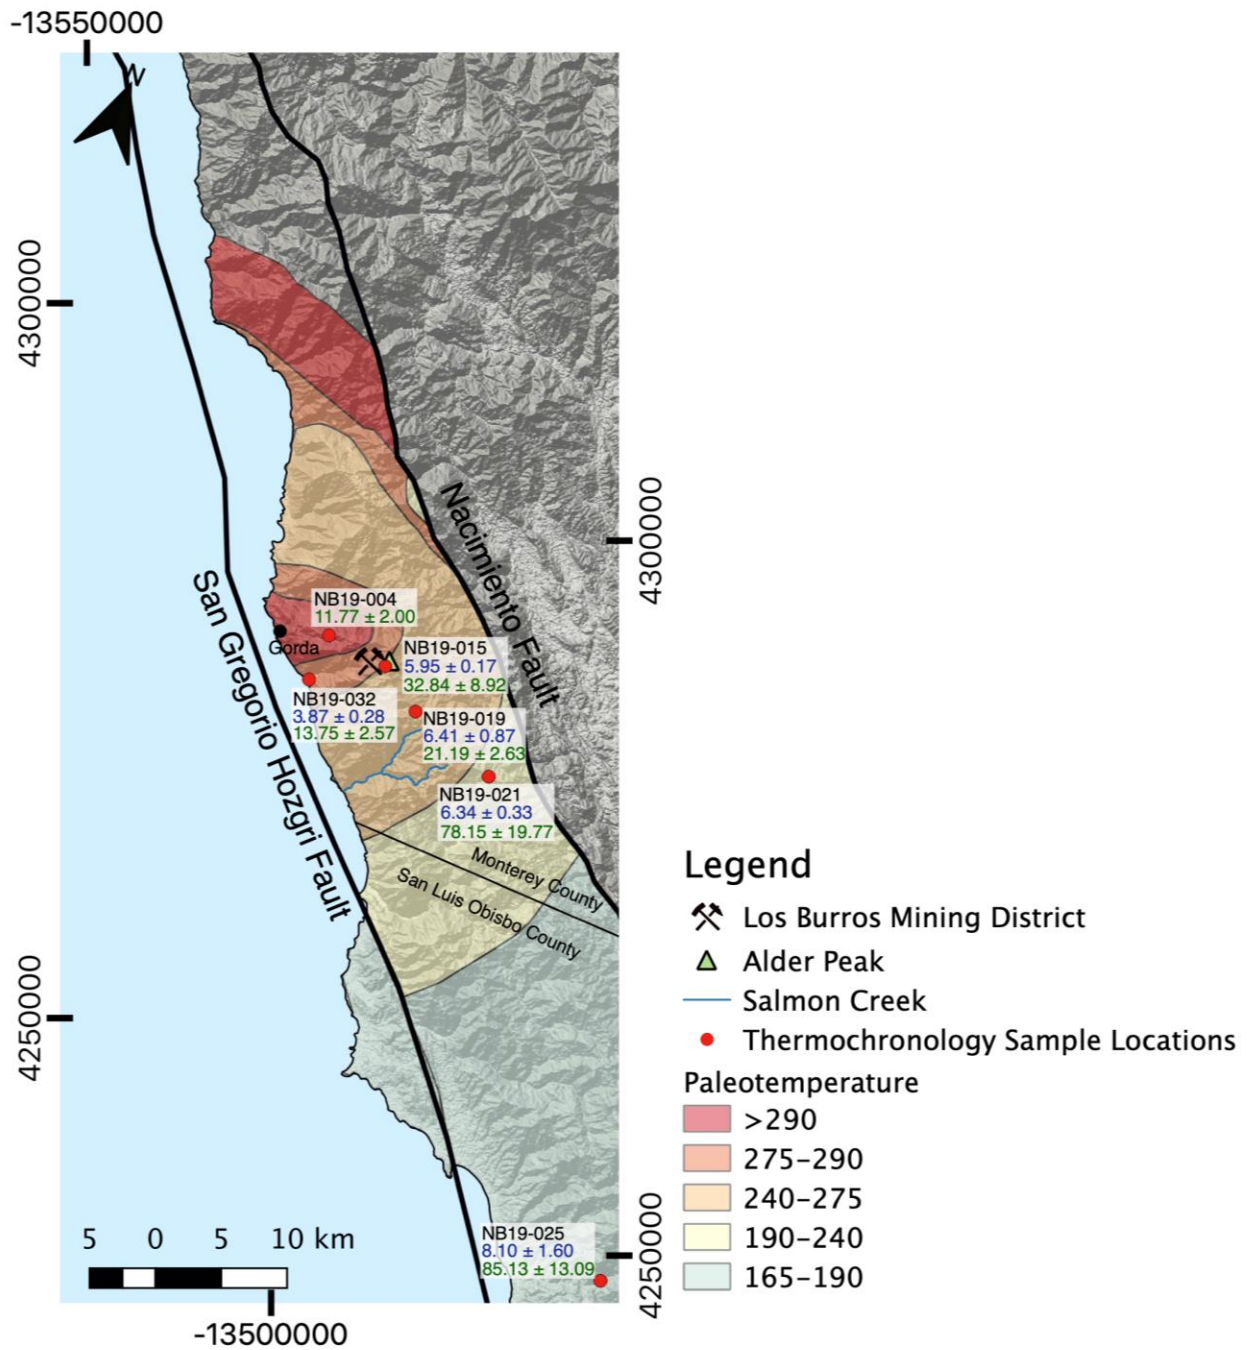 -13550000
N
4300000
4300000
Nacimiento Fault
San Gregorio Hozgri Fault
NB19-004
11.77 ± 2.00
Gorda
NB19-015
5.95 ± 0.17
32.84 ± 8.92
NB19-032
3.87 ± 0.28
13.75 ± 2.57
NB19-019
6.41 ± 0.87
21.19 ± 2.63
NB19-021
6.34 ± 0.33
78.15 ± 19.77
Monterey County
San Luis Obisbo County
4250000
4250000
NB19-025
8.10 ± 1.60
85.13 ± 13.09
5 0 5 10 km
-13500000
Legend
Los Burros Mining District
Alder Peak
Salmon Creek
Thermochronology Sample Locations
Paleotemperature
>290
275–290
240–275
190–240
165–190